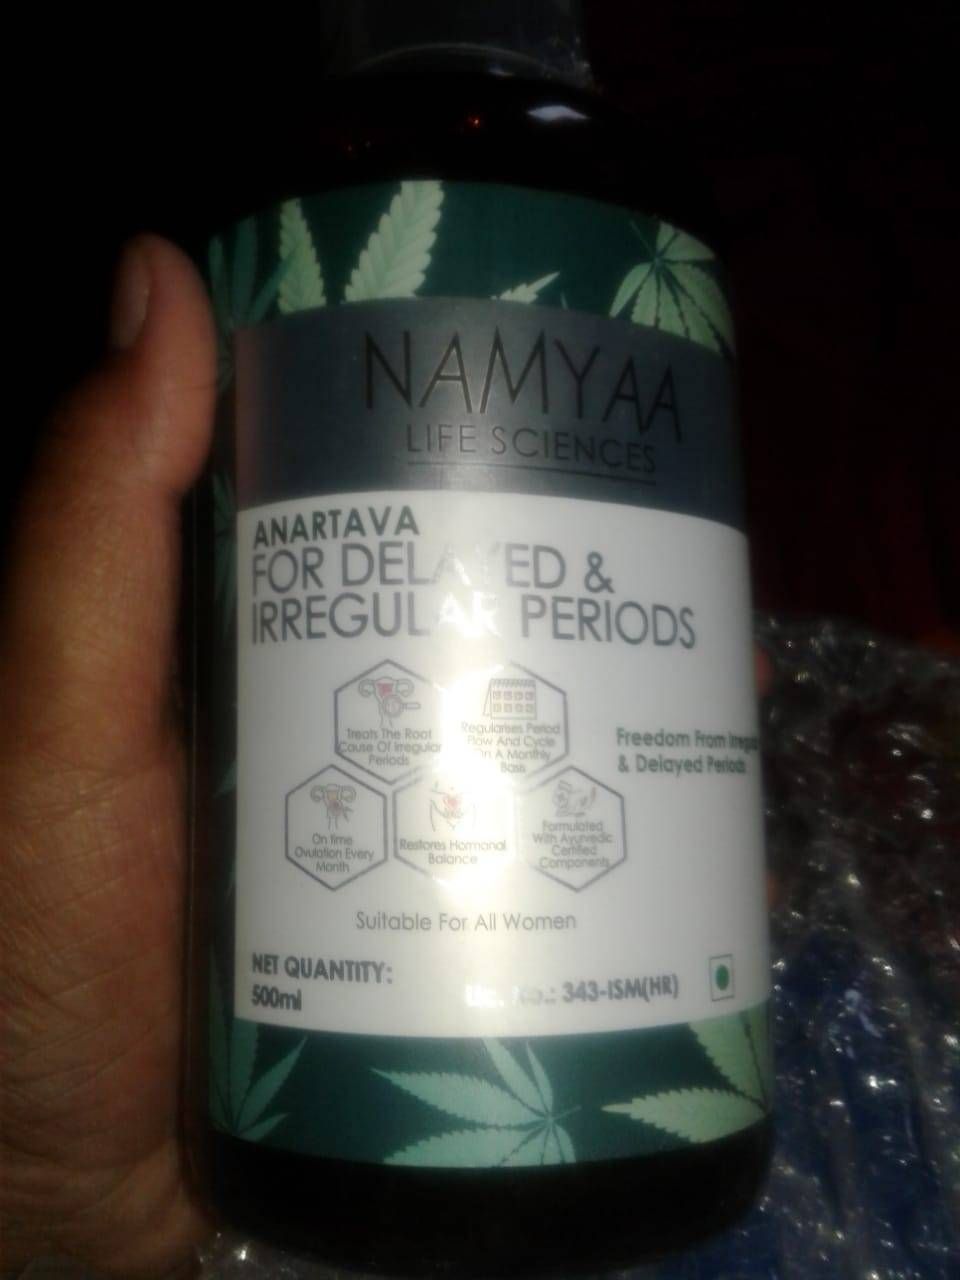 NAMYAA
LIFE SCIENCES
ANARTAVA
FOR DELAYED &
IRREGULAR PERIODS
Treats The Root
Cause Of Irregular
Periods
Regularises Period
Flow And Cycle
On A Monthly
Basis
Freedom From Irregular
& Delayed Periods
On time
Ovulation Every
Month
Restores Hormonal
Balance
Formulated
With Ayurvedic
Certified
Components
Suitable For All Women
NET QUANTITY:
500ml
Lic. No.: 343-ISM(HR)